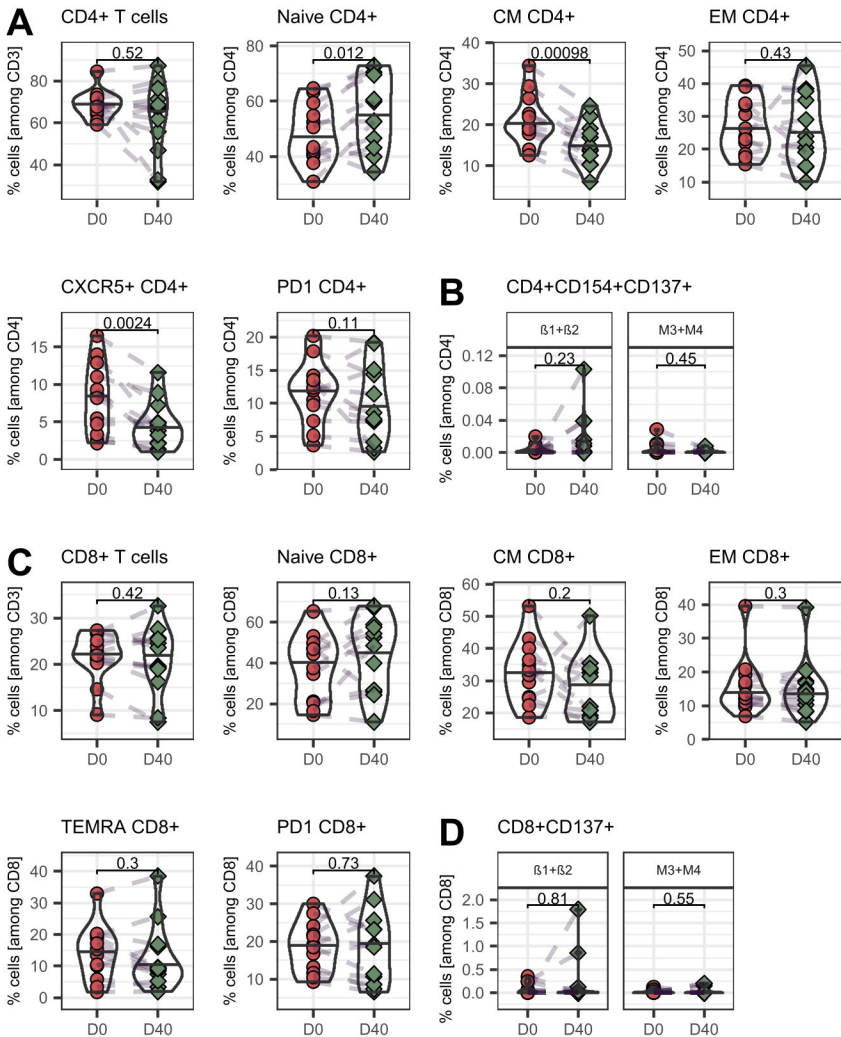 A
CD4+ T cells
% cells [among CD3]
80
60
40
0.52
D0 D40
Naive CD4+
% cells [among CD4]
80
60
40
0.012
D0 D40
CM CD4+
% cells [among CD4]
40
30
20
10
0.00098
D0 D40
EM CD4+
% cells [among CD4]
50
40
30
20
10
0.43
D0 D40
CXCR5+ CD4+
% cells [among CD4]
15
10
5
0
0.0024
D0 D40
PD1 CD4+
% cells [among CD4]
20
15
10
5
0
0.11
D0 D40
B
CD4+CD154+CD137+
% cells [among CD4]
ß1+ß2
M3+M4
0.12
0.08
0.04
0.00
0.23
0.45
D0 D40
D0 D40
C
CD8+ T cells
% cells [among CD3]
30
20
10
0.42
D0 D40
Naive CD8+
% cells [among CD8]
60
40
20
0.13
D0 D40
CM CD8+
% cells [among CD8]
60
50
40
30
20
0.2
D0 D40
EM CD8+
% cells [among CD8]
40
30
20
10
0
0.3
D0 D40
TEMRA CD8+
% cells [among CD8]
40
30
20
10
0
0.3
D0 D40
PD1 CD8+
% cells [among CD8]
40
30
20
10
0.73
D0 D40
D
CD8+CD137+
% cells [among CD8]
ß1+ß2
M3+M4
2.0
1.5
1.0
0.5
0.0
0.81
0.55
D0 D40
D0 D40